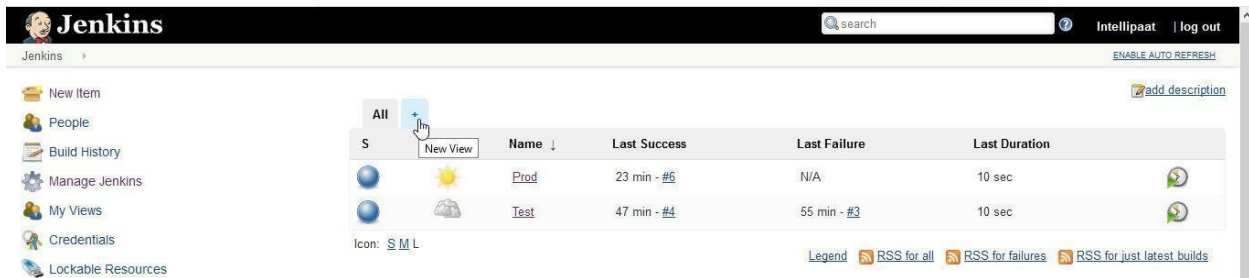 Jenkins
search
Intellipaat | log out
Jenkins
ENABLE AUTO REFRESH
New Item
People
Build History
Manage Jenkins
My Views
Credentials
Lockable Resources
add description
All +
New View
S Name ↓ Last Success Last Failure Last Duration
Prod 23 min - #6 N/A 10 sec
Test 47 min - #4 55 min - #3 10 sec
Icon: S M L
Legend RSS for all RSS for failures RSS for just latest builds